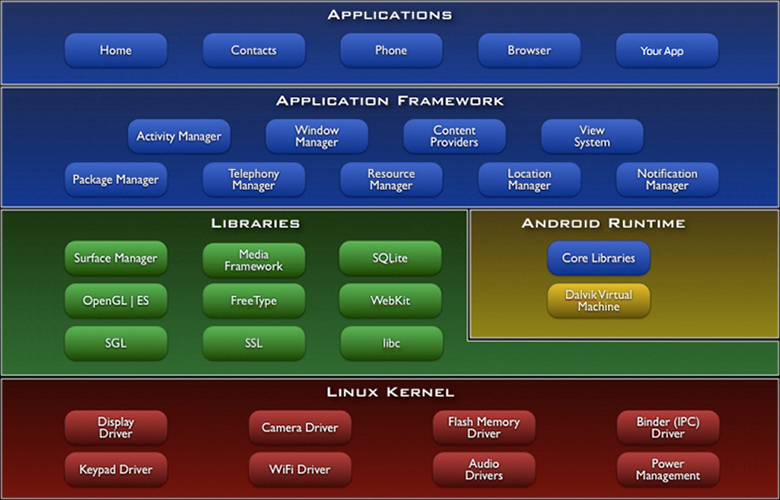 APPLICATIONS
Home
Contacts
Phone
Browser
Your App
APPLICATION FRAMEWORK
Activity Manager
Window
Manager
Content
Providers
View
System
Package Manager
Telephony
Manager
Resource
Manager
Location
Manager
Notification
Manager
LIBRARIES
Surface Manager
Media
Framework
SQLite
OpenGL | ES
FreeType
WebKit
SGL
SSL
libc
ANDROID RUNTIME
Core Libraries
Dalvik Virtual
Machine
LINUX KERNEL
Display
Driver
Camera Driver
Flash Memory
Driver
Binder (IPC)
Driver
Keypad Driver
WiFi Driver
Audio
Drivers
Power
Management